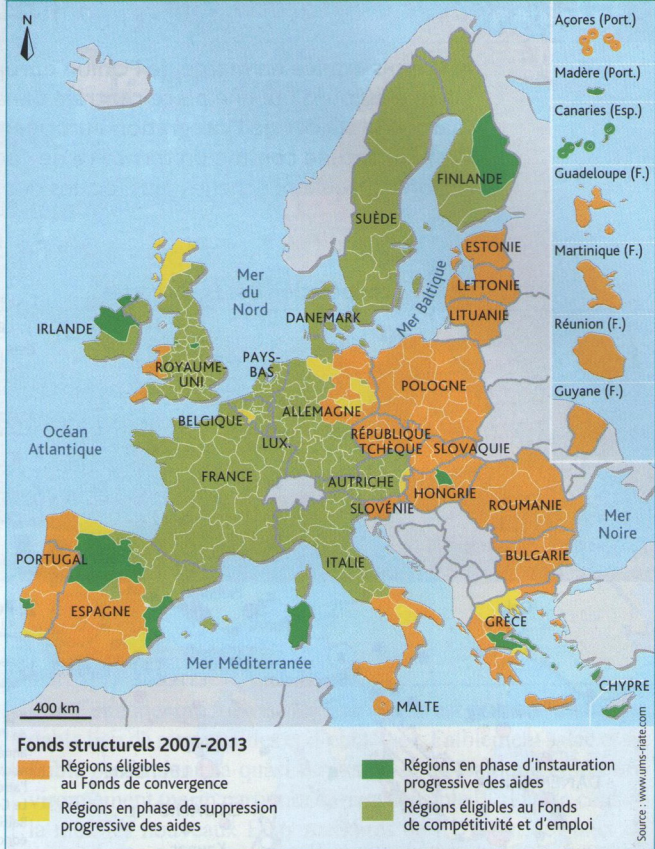 N
Açores (Port.)
Madère (Port.)
Canaries (Esp.)
Guadeloupe (F.)
Martinique (F.)
Réunion (F.)
Guyane (F.)
FINLANDE
SUÈDE
ESTONIE
LETTONIE
LITUANIE
Mer Baltique
Mer
du
Nord
DANEMARK
IRLANDE
ROYAUME-
UNI
PAYS-
BAS
POLOGNE
BELGIQUE
ALLEMAGNE
LUX.
RÉPUBLIQUE
TCHÈQUE
SLOVAQUIE
Océan
Atlantique
FRANCE
AUTRICHE
HONGRIE
SLOVÉNIE
ROUMANIE
Mer
Noire
BULGARIE
ITALIE
PORTUGAL
ESPAGNE
GRÈCE
Mer Méditerranée
CHYPRE
MALTE
400 km
Fonds structurels 2007-2013
Régions éligibles
au Fonds de convergence
Régions en phase de suppression
progressive des aides
Régions en phase d'instauration
progressive des aides
Régions éligibles au Fonds
de compétitivité et d'emploi
Source : www.ums-riate.com